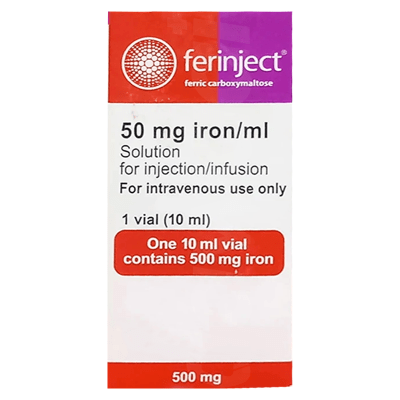 ferinject®
ferric carboxymaltose
50 mg iron/ml
Solution
for injection/infusion
For intravenous use only
1 vial (10 ml)
One 10 ml vial
contains 500 mg iron
500 mg